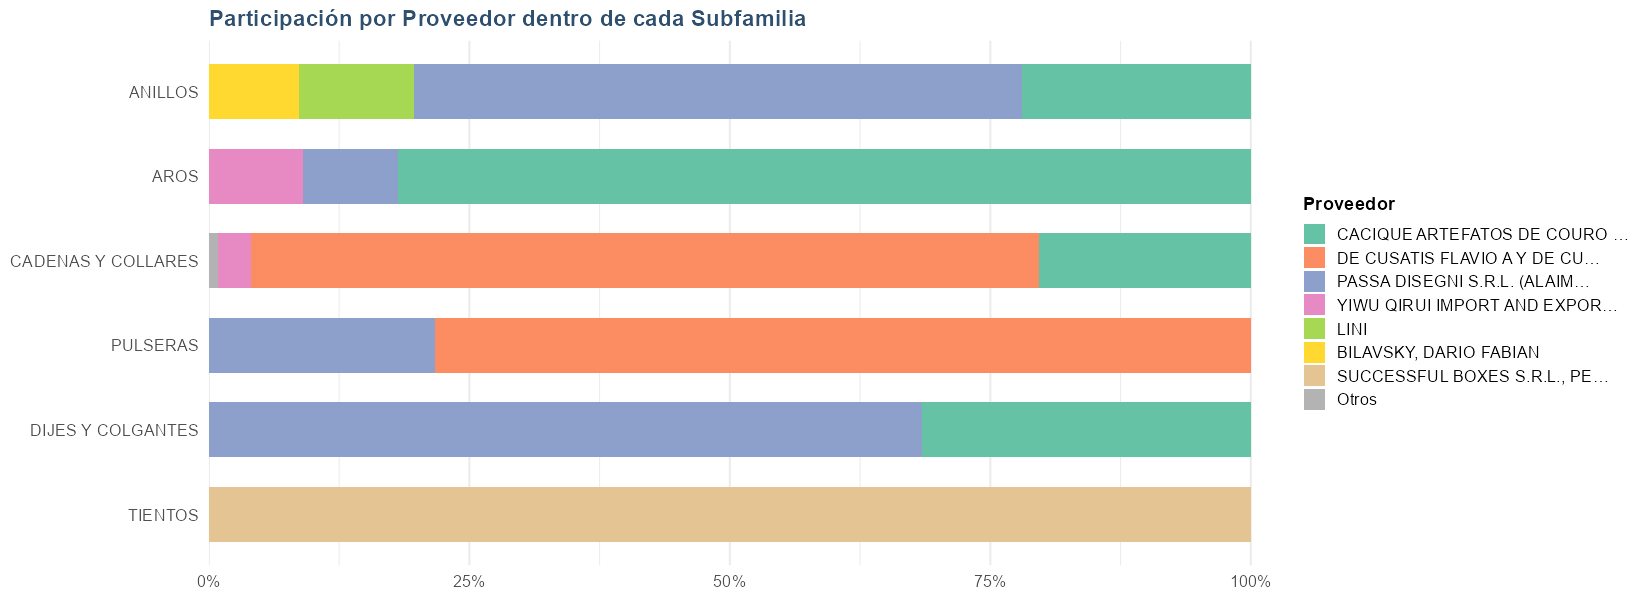 Participación por Proveedor dentro de cada Subfamilia
ANILLOS
AROS
CADENAS Y COLLARES
PULSERAS
DIJES Y COLGANTES
TIENTOS
0%
25%
50%
75%
100%
Proveedor
CACIQUE ARTEFATOS DE COURO …
DE CUSATIS FLAVIO A Y DE CU…
PASSA DISEGNI S.R.L. (ALAIM…
YIWU QIRUI IMPORT AND EXPOR…
LINI
BILAVSKY, DARIO FABIAN
SUCCESSFUL BOXES S.R.L., PE…
Otros